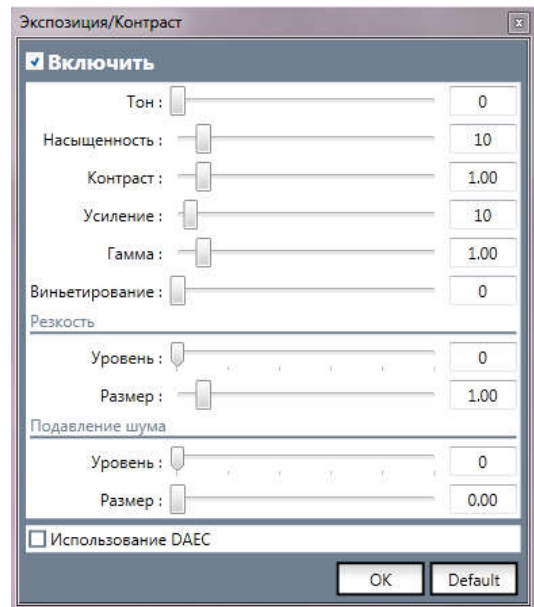 Экспозиция/Контраст
Включить
Тон : 0
Насыщенность : 10
Контраст : 1.00
Усиление : 10
Гамма : 1.00
Виньетирование : 0
Резкость
Уровень : 0
Размер : 1.00
Подавление шума
Уровень : 0
Размер : 0.00
Использование DAEC
OK Default